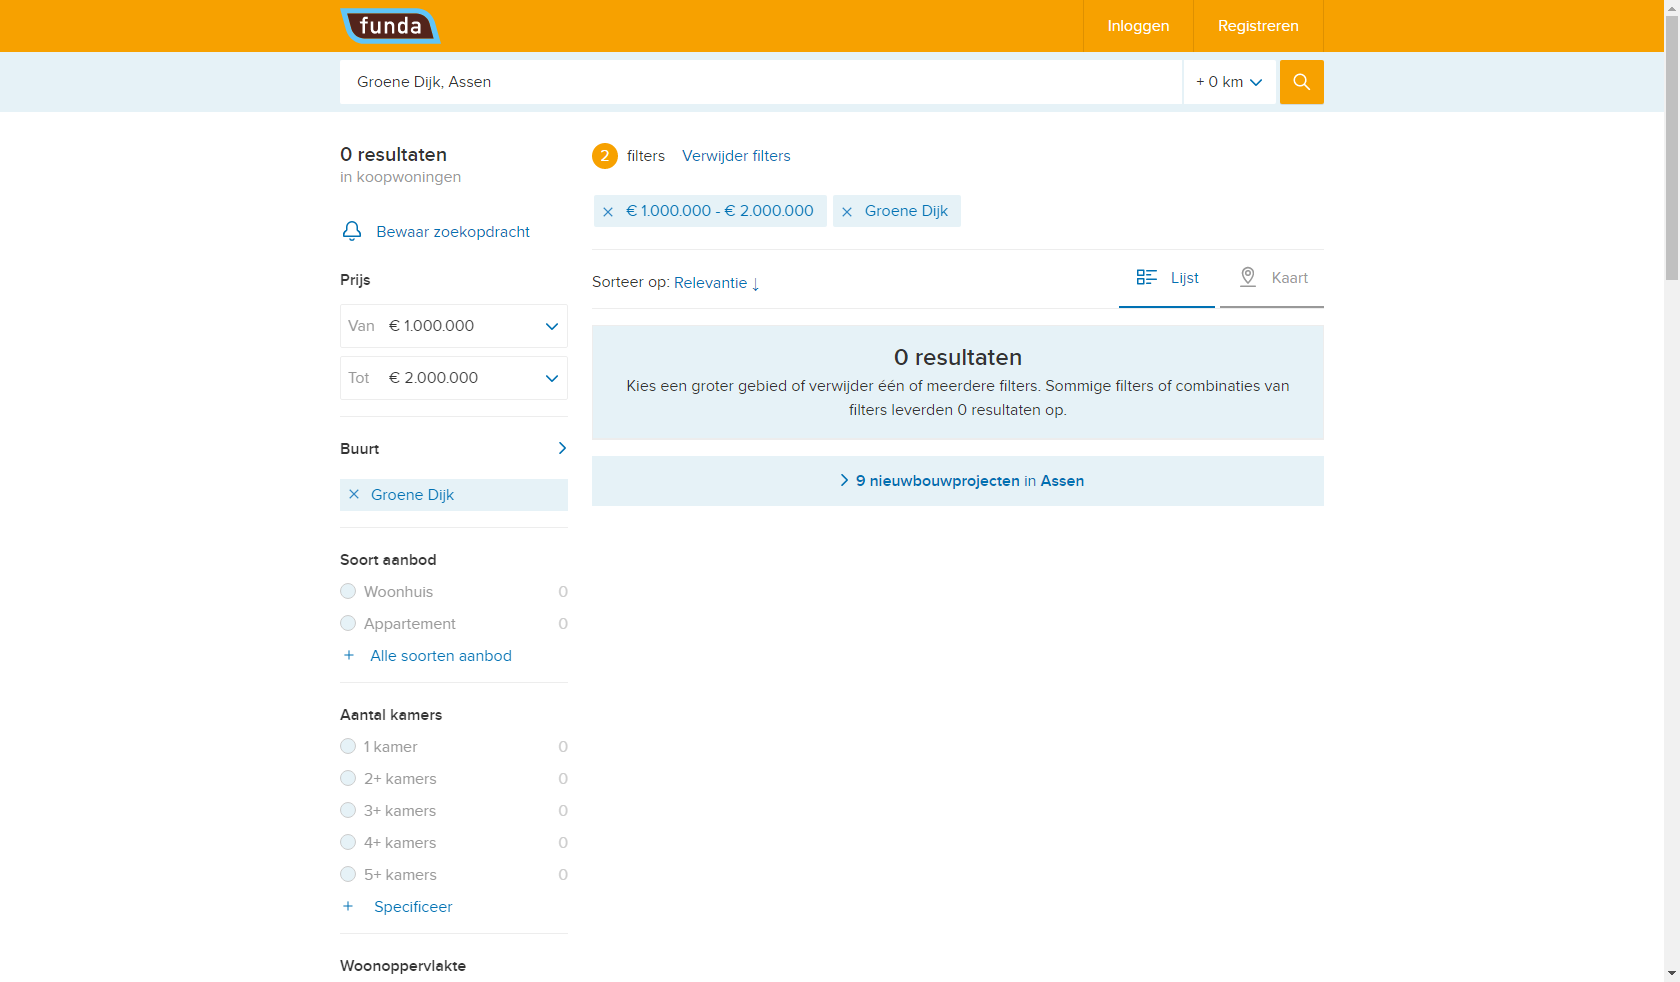 funda
Inloggen
Registreren
Groene Dijk, Assen
+ 0 km
0 resultaten
in koopwoningen
Bewaar zoekopdracht
Prijs
Van € 1.000.000
Tot € 2.000.000
Buurt
Groene Dijk
Soort aanbod
Woonhuis 0
Appartement 0
+ Alle soorten aanbod
Aantal kamers
1 kamer 0
2+ kamers 0
3+ kamers 0
4+ kamers 0
5+ kamers 0
+ Specificeer
Woonoppervlakte
2 filters Verwijder filters
€ 1.000.000 - € 2.000.000
Groene Dijk
Sorteer op: Relevantie ↓
Lijst
Kaart
0 resultaten
Kies een groter gebied of verwijder één of meerdere filters. Sommige filters of combinaties van
filters leverden 0 resultaten op.
9 nieuwbouwprojecten in Assen